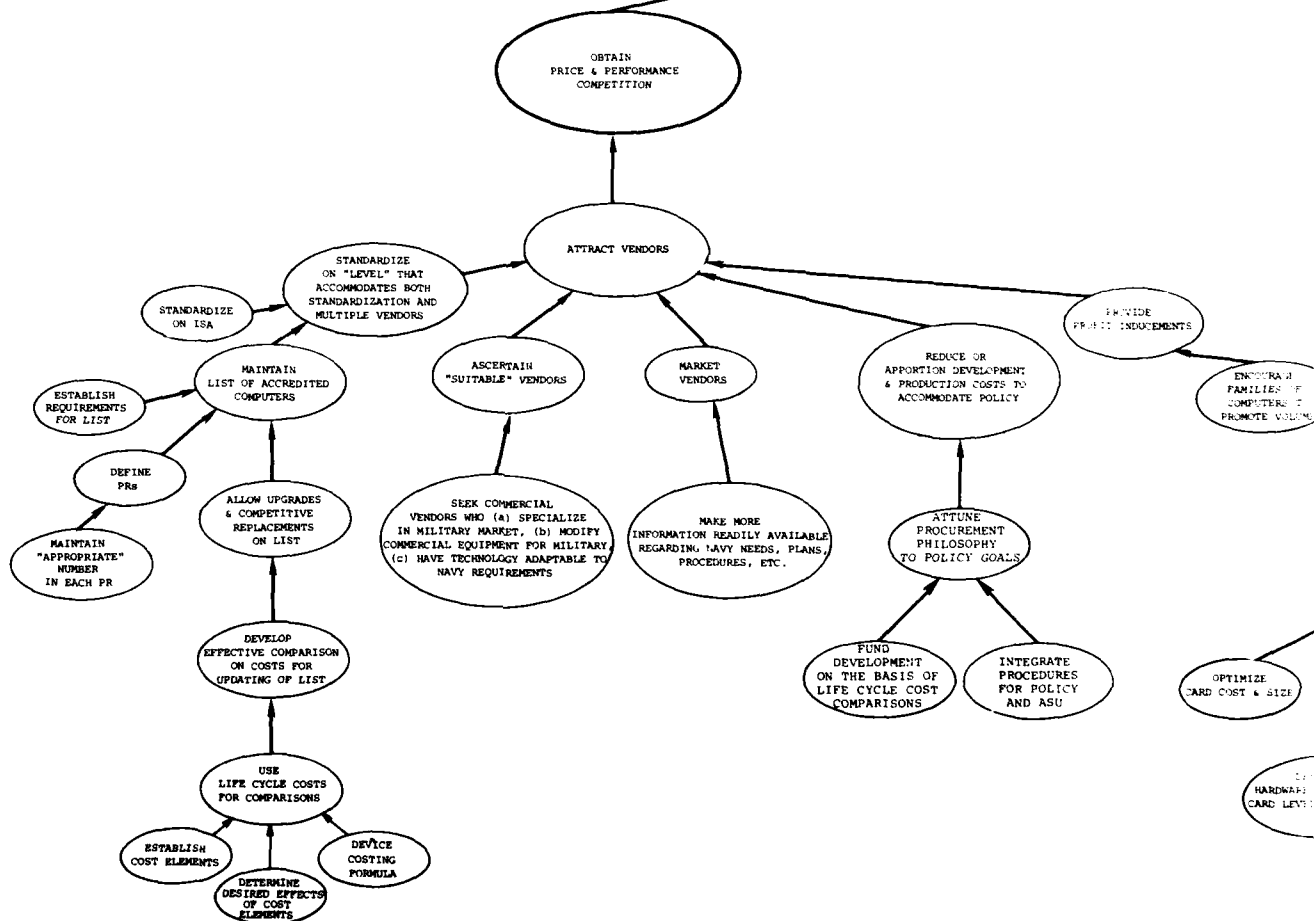 OBTAIN
PRICE & PERFORMANCE
COMPETITION
ATTRACT VENDORS
STANDARDIZE
ON "LEVEL" THAT
ACCOMMODATES BOTH
STANDARDIZATION AND
MULTIPLE VENDORS
STANDARDIZE
ON ISA
PROVIDE
PROFIT INDUCEMENTS
MAINTAIN
LIST OF ACCREDITED
COMPUTERS
ASCERTAIN
"SUITABLE" VENDORS
MARKET
VENDORS
REDUCE OR
APPORTION DEVELOPMENT
& PRODUCTION COSTS TO
ACCOMMODATE POLICY
ESTABLISH
REQUIREMENTS
FOR LIST
FAMILIES OF
COMPUTERS
PROMOTE
DEFINE
PRs
ALLOW UPGRADES
& COMPETITIVE
REPLACEMENTS
ON LIST
SEEK COMMERCIAL
VENDORS WHO (a) SPECIALIZE
IN MILITARY MARKET, (b) MODIFY
COMMERCIAL EQUIPMENT FOR MILITARY,
(c) HAVE TECHNOLOGY ADAPTABLE TO
NAVY REQUIREMENTS
MAKE MORE
INFORMATION READILY AVAILABLE
REGARDING NAVY NEEDS, PLANS,
PROCEDURES, ETC.
ATTUNE
PROCUREMENT
PHILOSOPHY
TO POLICY GOALS
MAINTAIN
"APPROPRIATE"
NUMBER
IN EACH PR
DEVELOP
EFFECTIVE COMPARISON
ON COSTS FOR
UPDATING OF LIST
FUND
DEVELOPMENT
ON THE BASIS OF
LIFE CYCLE COST
COMPARISONS
INTEGRATE
PROCEDURES
FOR POLICY
AND ASU
OPTIMIZE
CARD COST & SIZE
USE
LIFE CYCLE COSTS
FOR COMPARISONS
CARD
ESTABLISH
COST ELEMENTS
DETERMINE
DESIRED EFFECTS
OF COST
ELEMENTS
DEVICE
COSTING
FORMULA